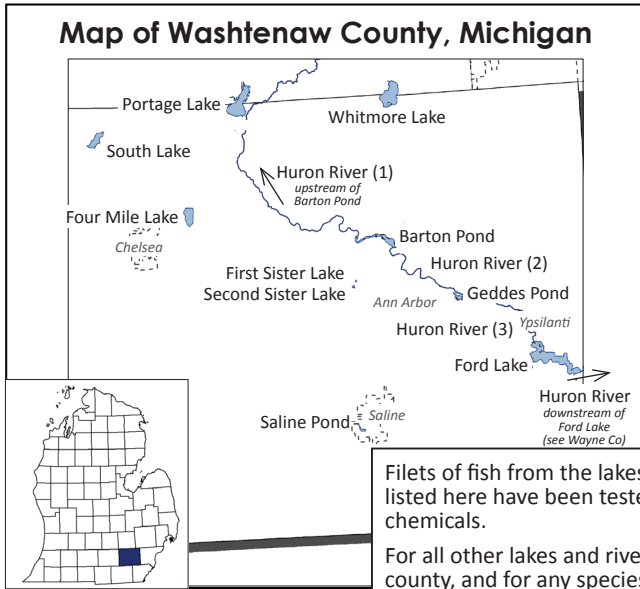 Map of Washtenaw County, Michigan
Portage Lake
Whitmore Lake
South Lake
Huron River (1)
upstream of
Barton Pond
Four Mile Lake
Chelsea
Barton Pond
Huron River (2)
First Sister Lake
Second Sister Lake
Geddes Pond
Ann Arbor
Ypsilanti
Huron River (3)
Ford Lake
Huron River
downstream of
Ford Lake
(see Wayne Co)
Saline Pond
Saline
Filets of fish from the lakes
listed here have been teste
chemicals.
For all other lakes and rive
county, and for any species